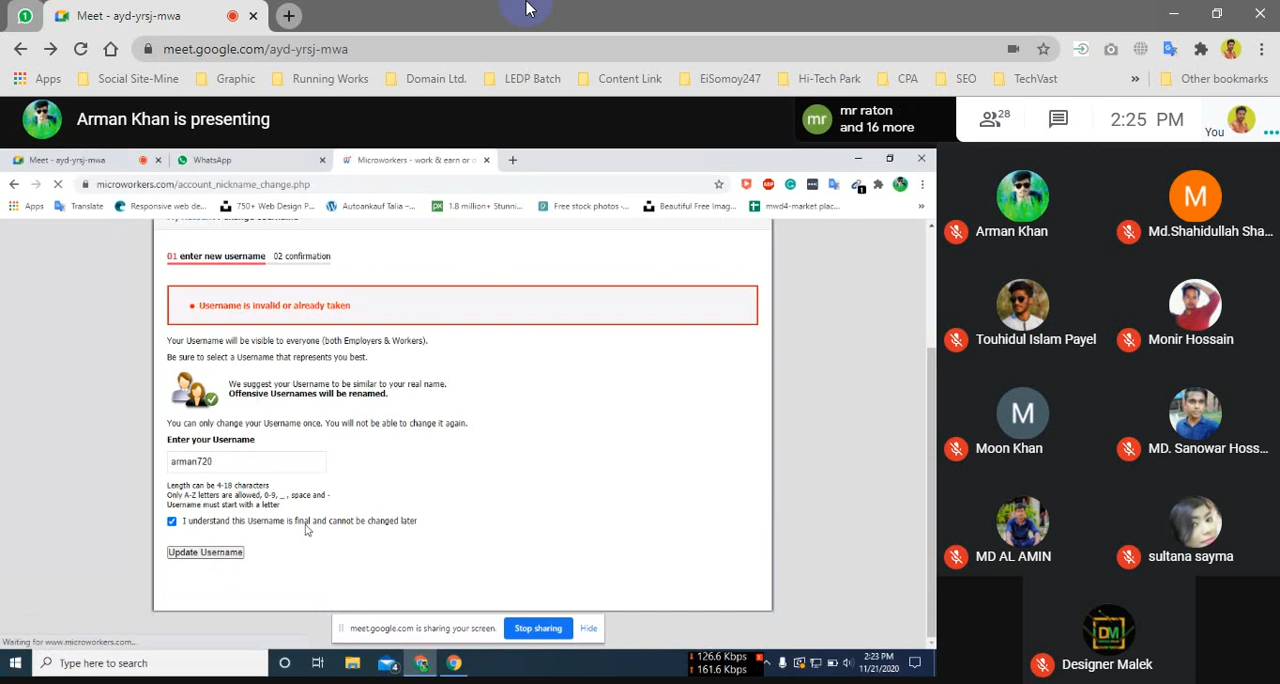 Meet - ayd-yrsj-mwa
meet.google.com/ayd-yrsj-mwa
Apps Social Site-Mine Graphic Running Works Domain Ltd. LEDP Batch Content Link EiSomoy247 Hi-Tech Park CPA SEO TechVast » Other bookmarks
Arman Khan is presenting
mr
mr raton
and 16 more
28
2:25 PM
You
Meet - ayd-yrsj-mwa WhatsApp Microworkers - work & earn or o
microworkers.com/account_nickname_change.php
Apps Translate Responsive web de... 750+ Web Design P... Autoankauf Talia –... 1.8 million+ Stunni... Free stock photos ·... Beautiful Free Imag... mwd4-market plac... »
01 enter new username 02 confirmation
Username is invalid or already taken
Your Username will be visible to everyone (both Employers & Workers).
Be sure to select a Username that represents you best.
We suggest your Username to be similar to your real name.
Offensive Usernames will be renamed.
You can only change your Username once. You will not be able to change it again.
Enter your Username
arman720
Length can be 4-18 characters
Only A-Z letters are allowed, 0-9, _ , space and -
Username must start with a letter
I understand this Username is final and cannot be changed later
Update Username
meet.google.com is sharing your screen. Stop sharing Hide
Waiting for www.microworkers.com...
Type here to search
4
126.6 Kbps
161.6 Kbps
2:23 PM
11/21/2020
Arman Khan
M
Md.Shahidullah Sha...
Touhidul Islam Payel
Monir Hossain
M
Moon Khan
MD. Sanowar Hoss...
MD AL AMIN
sultana sayma
DM
Designer Malek